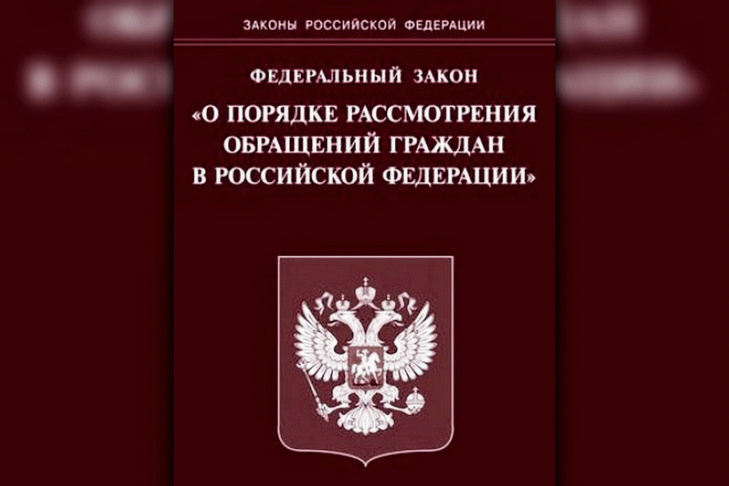 ЗАКОНЫ РОССИЙСКОЙ ФЕДЕРАЦИИ
ФЕДЕРАЛЬНЫЙ ЗАКОН
«О ПОРЯДКЕ РАССМОТРЕНИЯ
ОБРАЩЕНИЙ ГРАЖДАН
В РОССИЙСКОЙ ФЕДЕРАЦИИ»